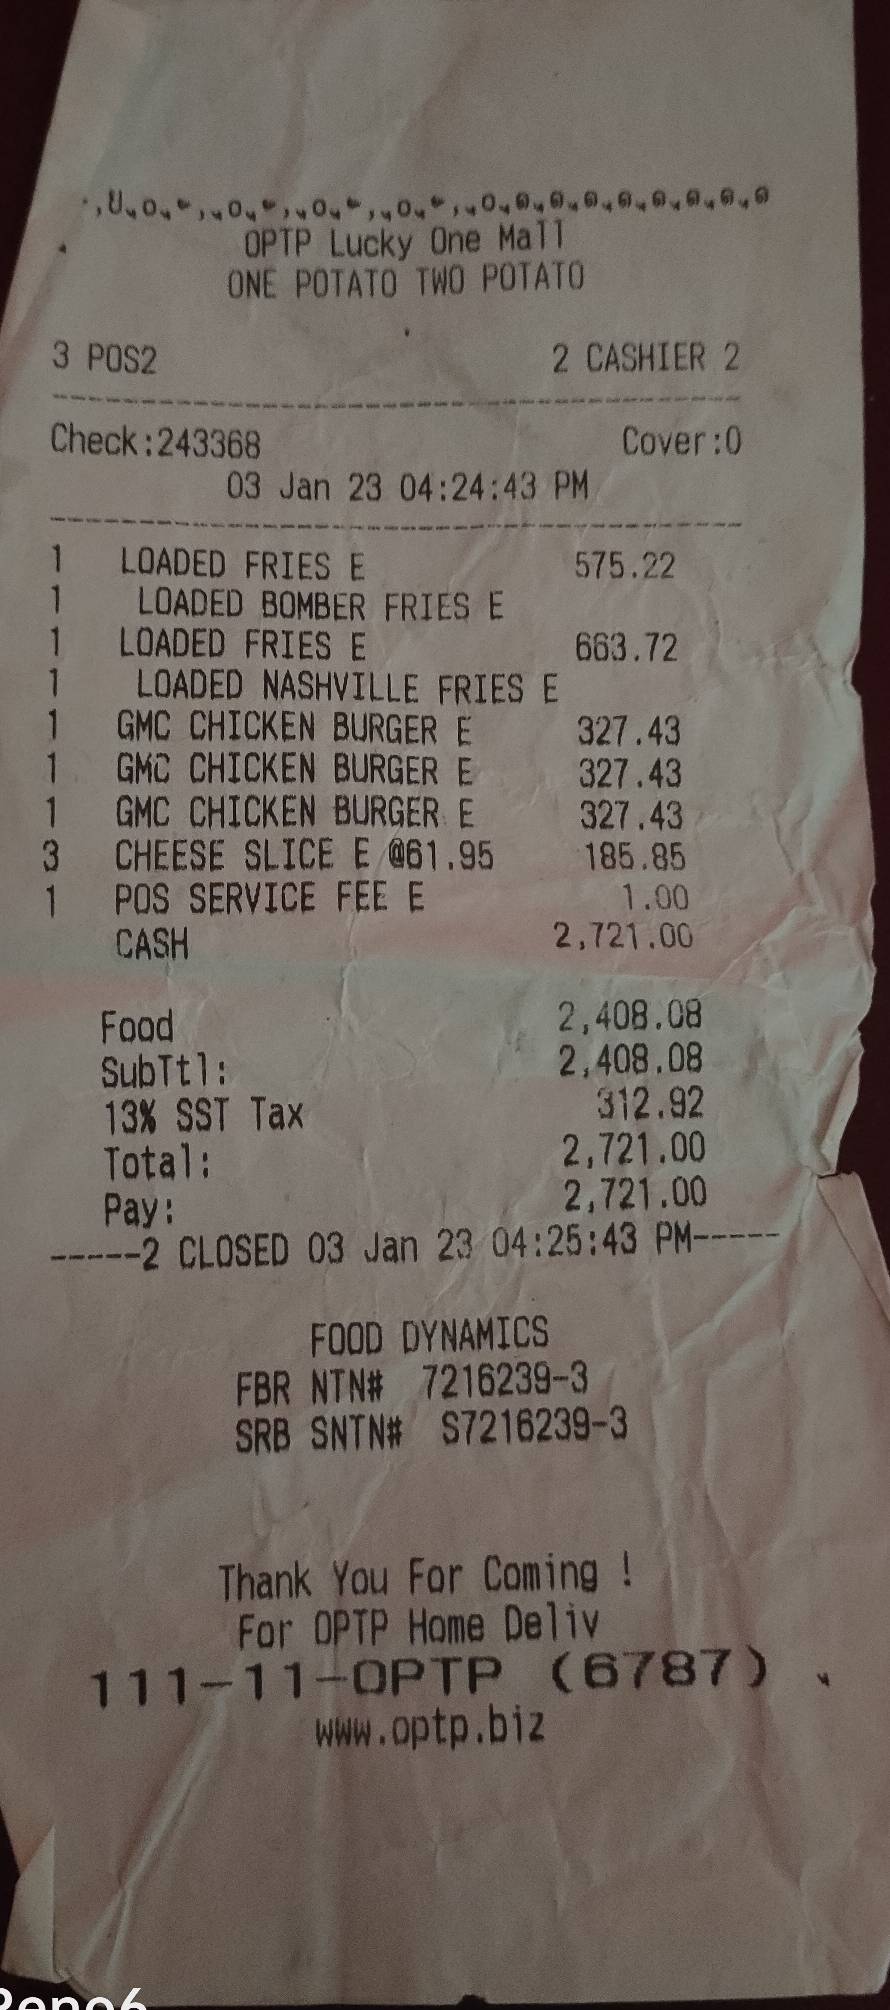 OPTP Lucky One Mall
ONE POTATO TWO POTATO
3 POS2 2 CASHIER 2
Check:243368 Cover:0
03 Jan 23 04:24:43 PM
1 LOADED FRIES E 575.22
1 LOADED BOMBER FRIES E
1 LOADED FRIES E 663.72
1 LOADED NASHVILLE FRIES E
1 GMC CHICKEN BURGER E 327.43
1 GMC CHICKEN BURGER E 327.43
1 GMC CHICKEN BURGER E 327.43
3 CHEESE SLICE E @61.95 185.85
1 POS SERVICE FEE E 1.00
CASH 2,721.00
Food 2,408.08
SubTtl: 2,408.08
13% SST Tax 312.92
Total: 2,721.00
Pay: 2,721.00
-----2 CLOSED 03 Jan 23 04:25:43 PM-----
FOOD DYNAMICS
FBR NTN# 7216239-3
SRB SNTN# S7216239-3
Thank You For Coming !
For OPTP Home Deliv
111-11-OPTP (6787)
www.optp.biz